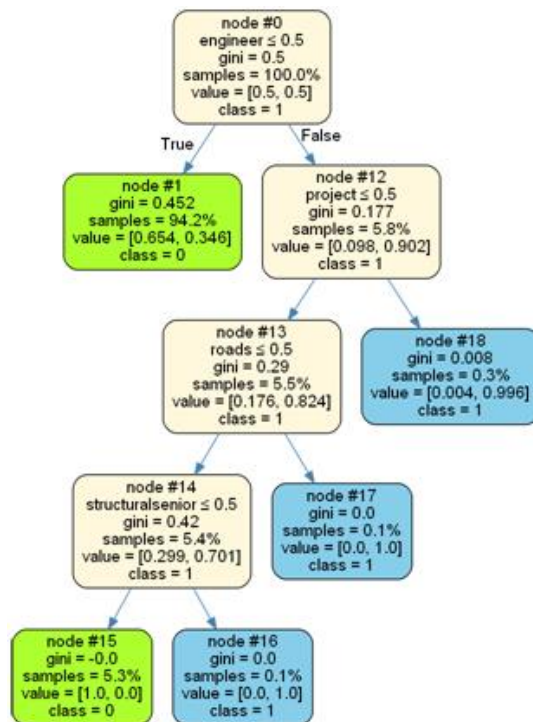 node #0
engineer ≤ 0.5
gini = 0.5
samples = 100.0%
value = [0.5, 0.5]
class = 1
True
False
node #1
gini = 0.452
samples = 94.2%
value = [0.654, 0.346]
class = 0
node #12
project ≤ 0.5
gini = 0.177
samples = 5.8%
value = [0.098, 0.902]
class = 1
node #13
roads ≤ 0.5
gini = 0.29
samples = 5.5%
value = [0.176, 0.824]
class = 1
node #18
gini = 0.008
samples = 0.3%
value = [0.004, 0.996]
class = 1
node #14
structuralsenior ≤ 0.5
gini = 0.42
samples = 5.4%
value = [0.299, 0.701]
class = 1
node #17
gini = 0.0
samples = 0.1%
value = [0.0, 1.0]
class = 1
node #15
gini = -0.0
samples = 5.3%
value = [1.0, 0.0]
class = 0
node #16
gini = 0.0
samples = 0.1%
value = [0.0, 1.0]
class = 1